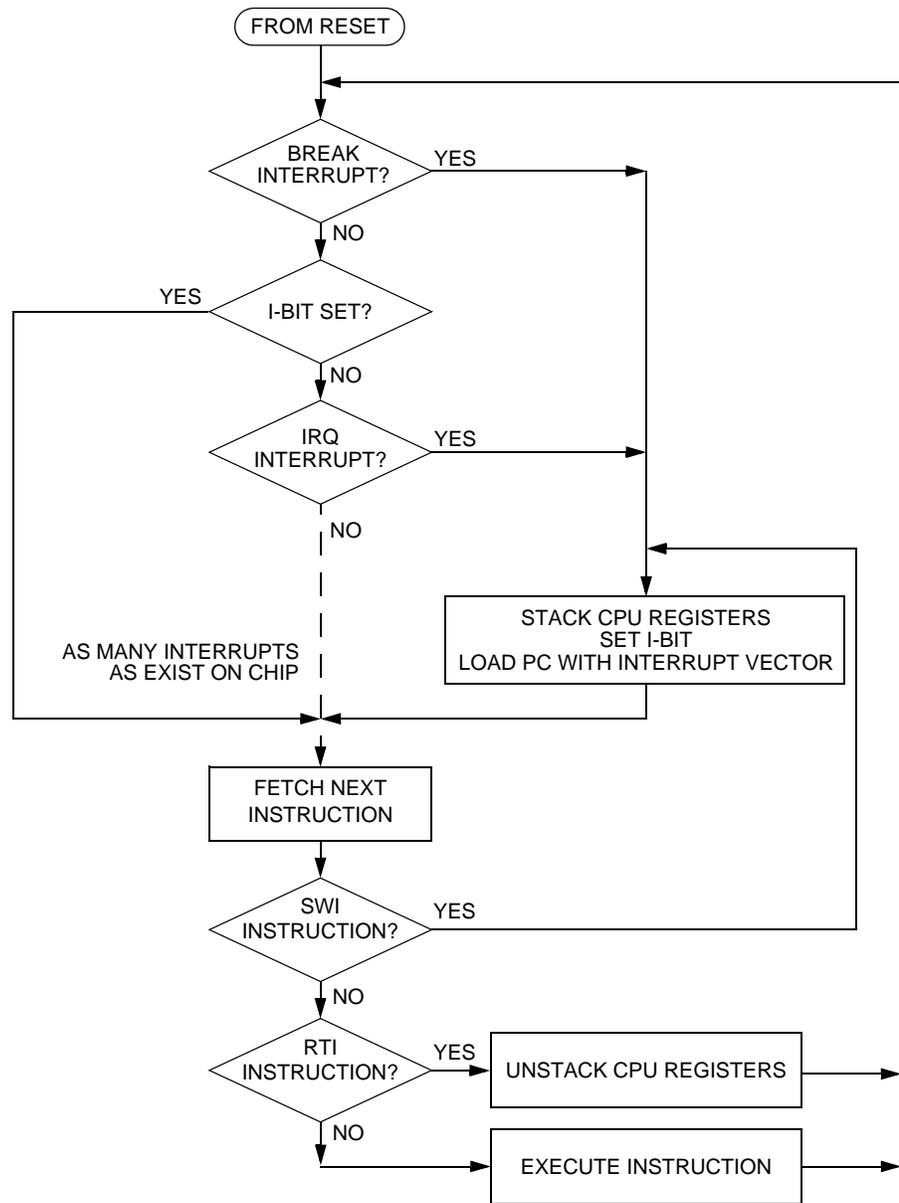 FROM RESET
BREAK
INTERRUPT?
YES
NO
YES
I-BIT SET?
NO
IRQ
INTERRUPT?
YES
NO
STACK CPU REGISTERS
SET I-BIT
LOAD PC WITH INTERRUPT VECTOR
AS MANY INTERRUPTS
AS EXIST ON CHIP
FETCH NEXT
INSTRUCTION
SWI
INSTRUCTION?
YES
NO
RTI
INSTRUCTION?
YES
UNSTACK CPU REGISTERS
NO
EXECUTE INSTRUCTION